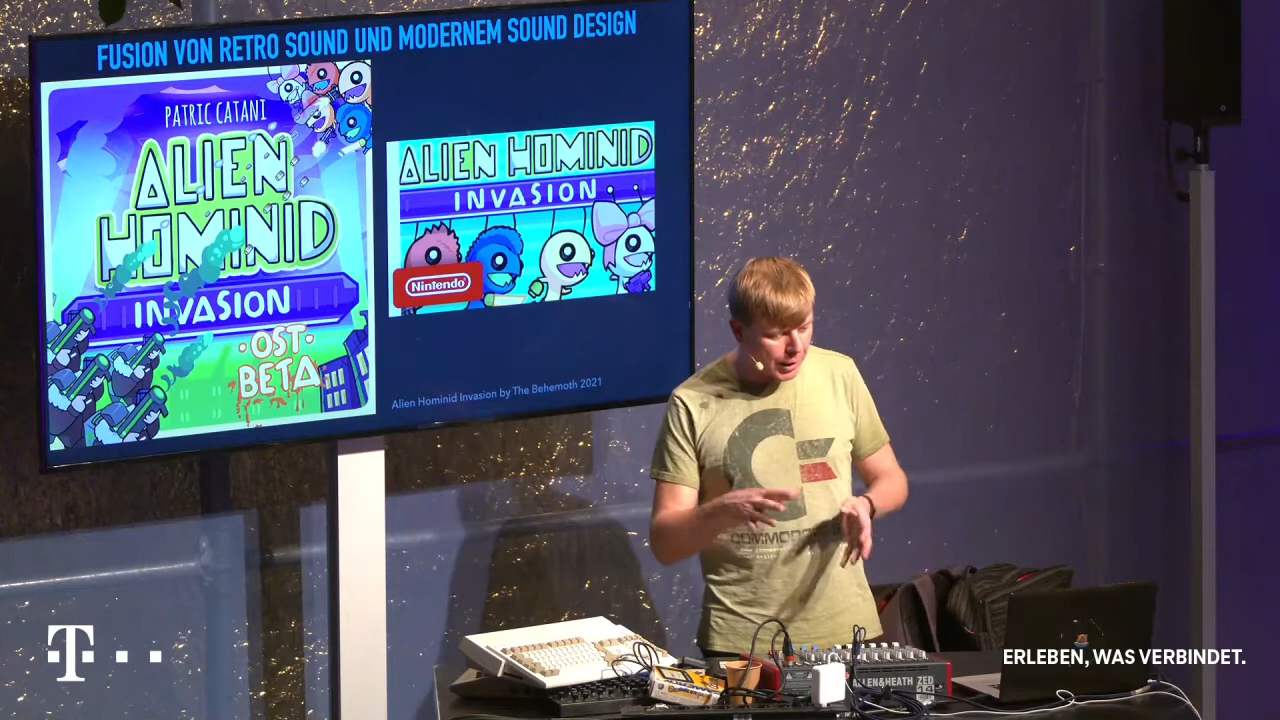 FUSION VON RETRO SOUND UND MODERNEM SOUND DESIGN
PATRIC CATANI
ALIEN
HOMINID
INVASION
·OST·
BETA
ALIEN HOMINID
INVASION
Nintendo
Alien Hominid Invasion by The Behemoth 2021
COMMODORE
ALLEN&HEATH ZED
T
ERLEBEN, WAS VERBINDET.